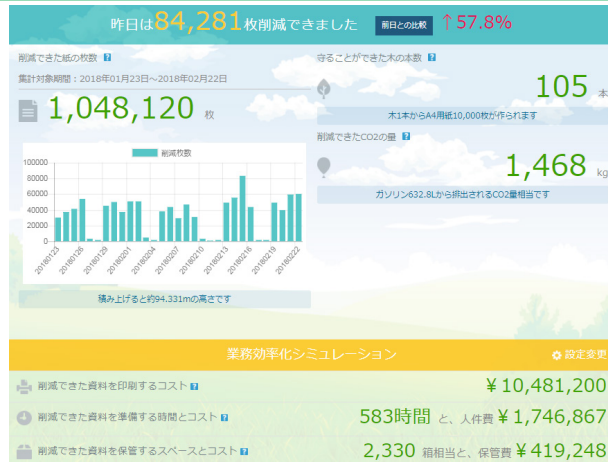 昨日は84,281枚削減できました 前日との比較 ↑57.8%
削減できた紙の枚数 ?
集計対象期間：2018年01月23日～2018年02月22日
1,048,120 枚
削減枚数
100000
80000
60000
40000
20000
0
20180123 20180126 20180129 20180201 20180204 20180207 20180210 20180213 20180216 20180219 20180222
積み上げると約94.331mの高さです
守ることができた木の本数 ?
105 本
木1本からA4用紙10,000枚が作られます
削減できたCO2の量 ?
1,468 kg
ガソリン632.8Lから排出されるCO2量相当です
業務効率化シミュレーション 設定変更
削減できた資料を印刷するコスト ? ¥10,481,200
削減できた資料を準備する時間とコスト ? 583時間 と、人件費 ¥1,746,867
削減できた資料を保管するスペースとコスト ? 2,330 箱相当と、保管費 ¥419,248